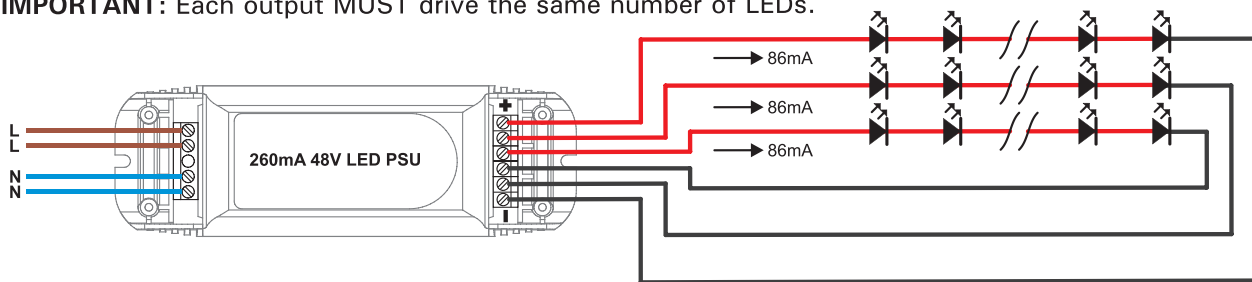 IMPORTANT: Each output MUST drive the same number of LEDs.
86mA
86mA
86mA
+
L
L
N
N
260mA 48V LED PSU
-